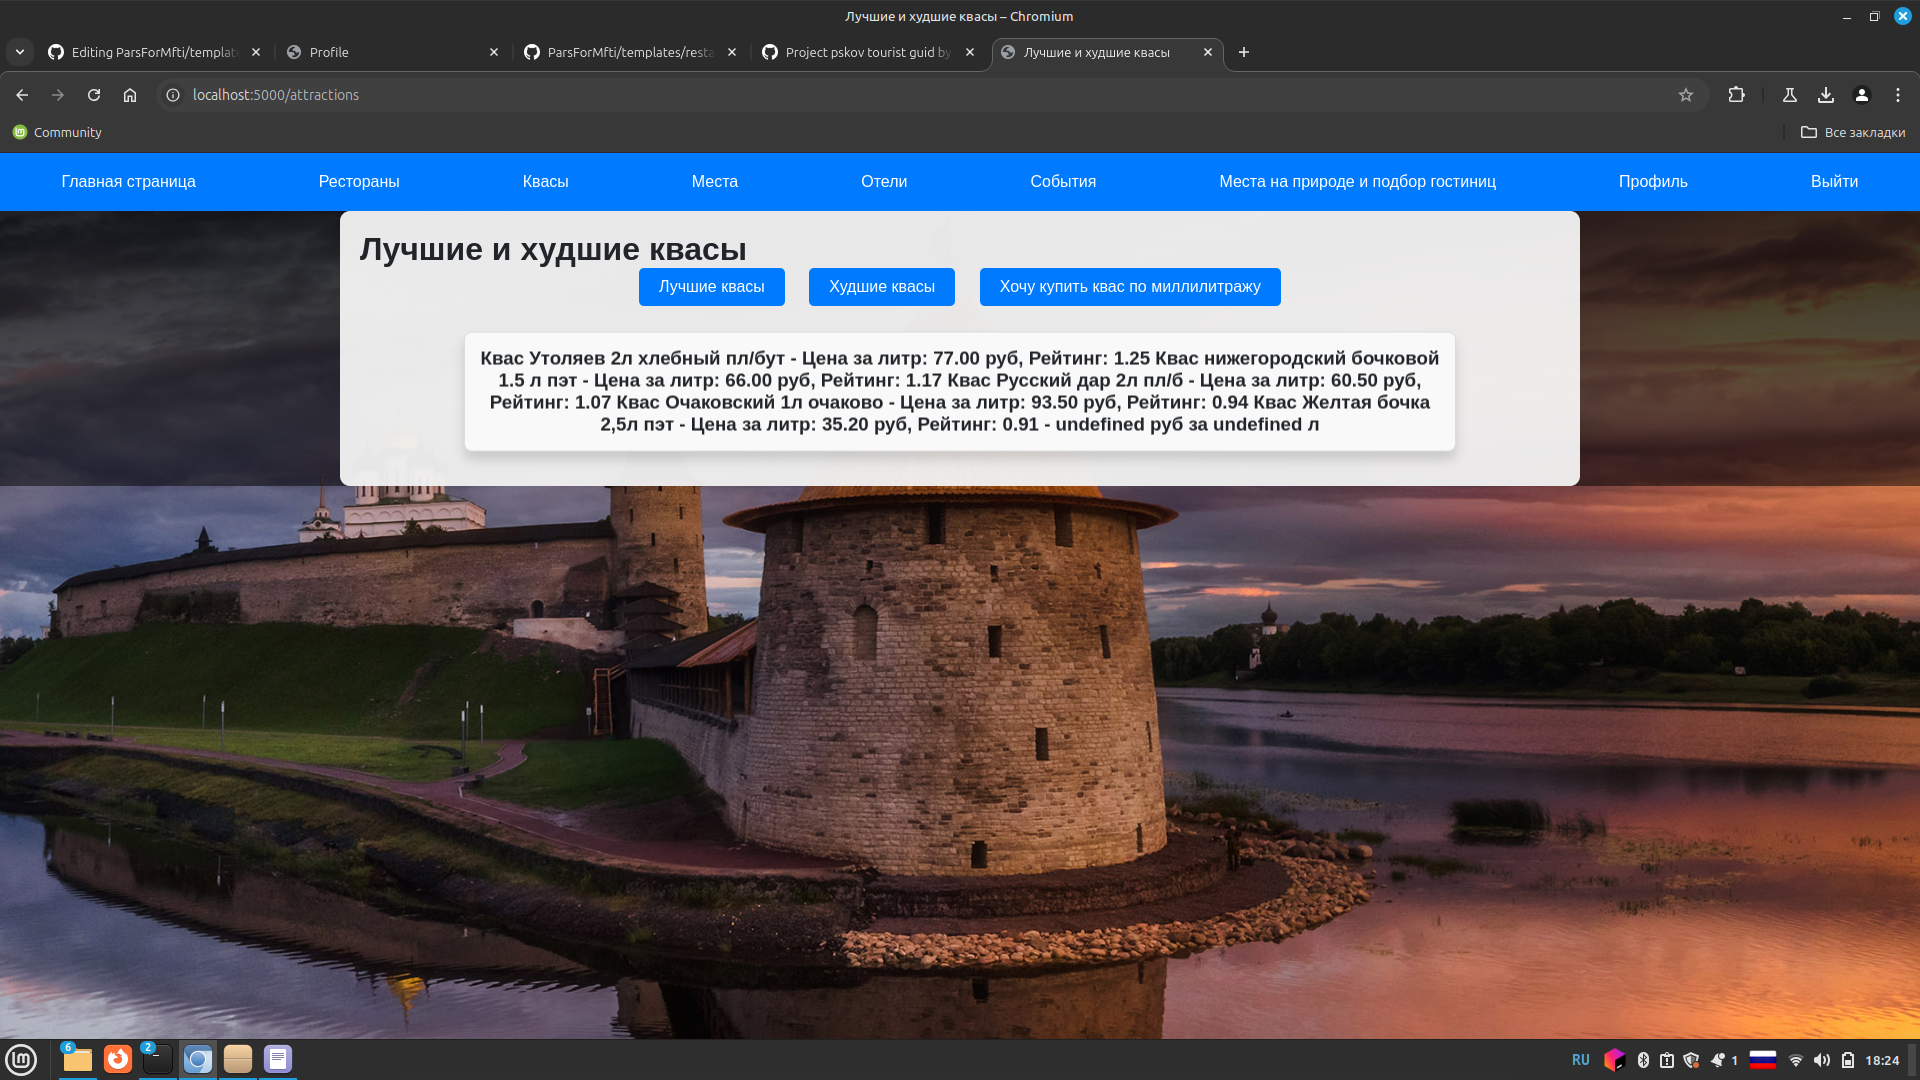 Лучшие и худшие квасы – Chromium
Editing ParsForMfti/templat
Profile
ParsForMfti/templates/resta
Project pskov tourist guid by
Лучшие и худшие квасы
localhost:5000/attractions
Community
Все закладки
Главная страница
Рестораны
Квасы
Места
Отели
События
Места на природе и подбор гостиниц
Профиль
Выйти
Лучшие и худшие квасы
Лучшие квасы
Худшие квасы
Хочу купить квас по миллилитражу
Квас Утоляев 2л хлебный пл/бут - Цена за литр: 77.00 руб, Рейтинг: 1.25 Квас нижегородский бочковой
1.5 л пэт - Цена за литр: 66.00 руб, Рейтинг: 1.17 Квас Русский дар 2л пл/б - Цена за литр: 60.50 руб,
Рейтинг: 1.07 Квас Очаковский 1л очаково - Цена за литр: 93.50 руб, Рейтинг: 0.94 Квас Желтая бочка
2,5л пэт - Цена за литр: 35.20 руб, Рейтинг: 0.91 - undefined руб за undefined л
6
2
RU
1
18:24